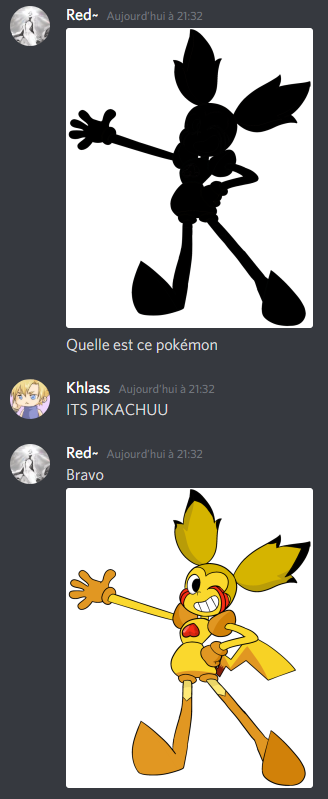 Red~ Aujourd'hui à 21:32
Quelle est ce pokémon
Khlass Aujourd'hui à 21:32
ITS PIKACHUU
Red~ Aujourd'hui à 21:32
Bravo